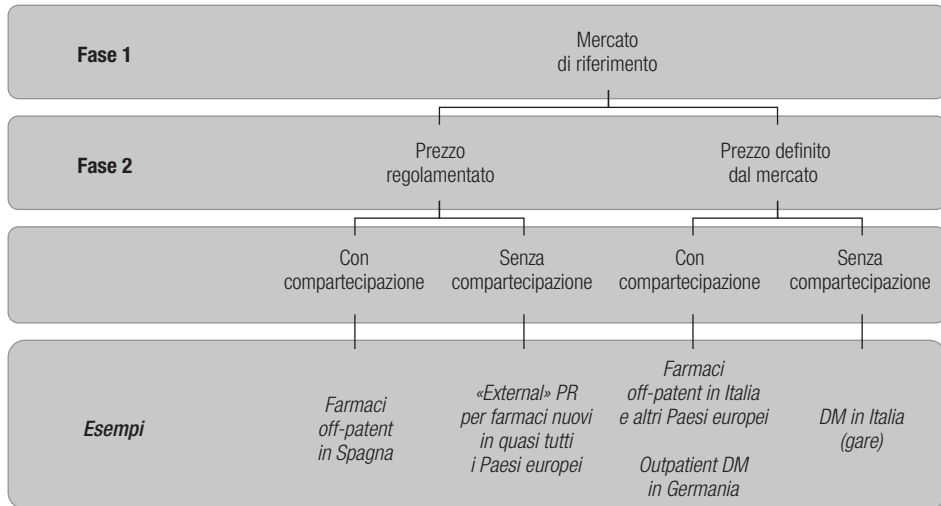 Fase 1
Mercato
di riferimento
Fase 2
Prezzo
regolamentato
Prezzo definito
dal mercato
Con
compartecipazione
Senza
compartecipazione
Con
compartecipazione
Senza
compartecipazione
Esempi
Farmaci
off-patent
in Spagna
«External» PR
per farmaci nuovi
in quasi tutti
i Paesi europei
Farmaci
off-patent in Italia
e altri Paesi europei
Outpatient DM
in Germania
DM in Italia
(gare)